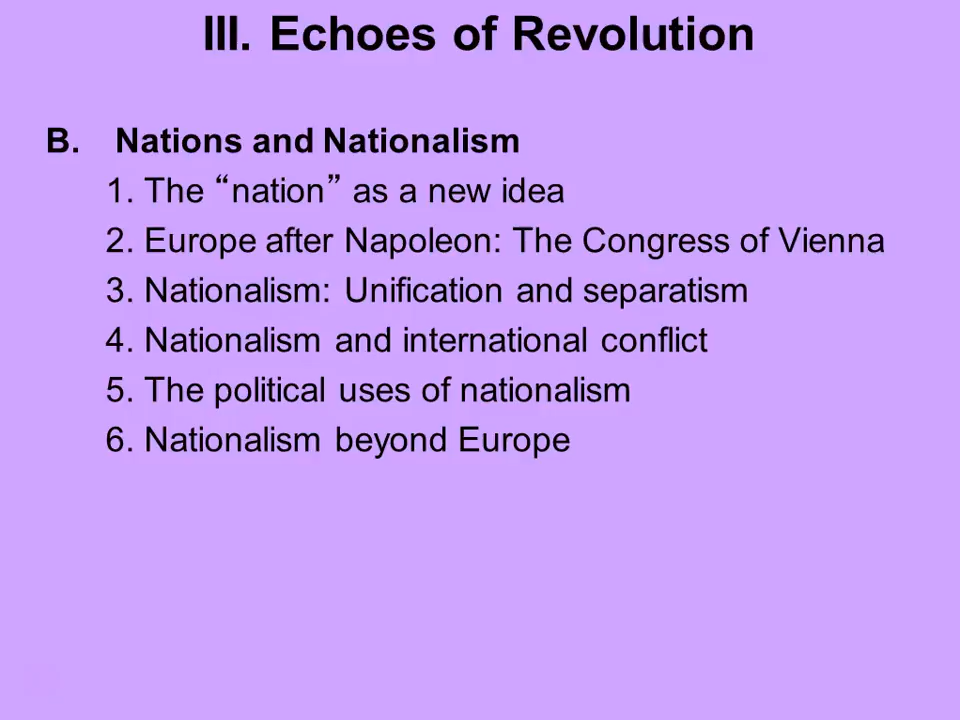 III. Echoes of Revolution
B. Nations and Nationalism
1. The “nation” as a new idea
2. Europe after Napoleon: The Congress of Vienna
3. Nationalism: Unification and separatism
4. Nationalism and international conflict
5. The political uses of nationalism
6. Nationalism beyond Europe